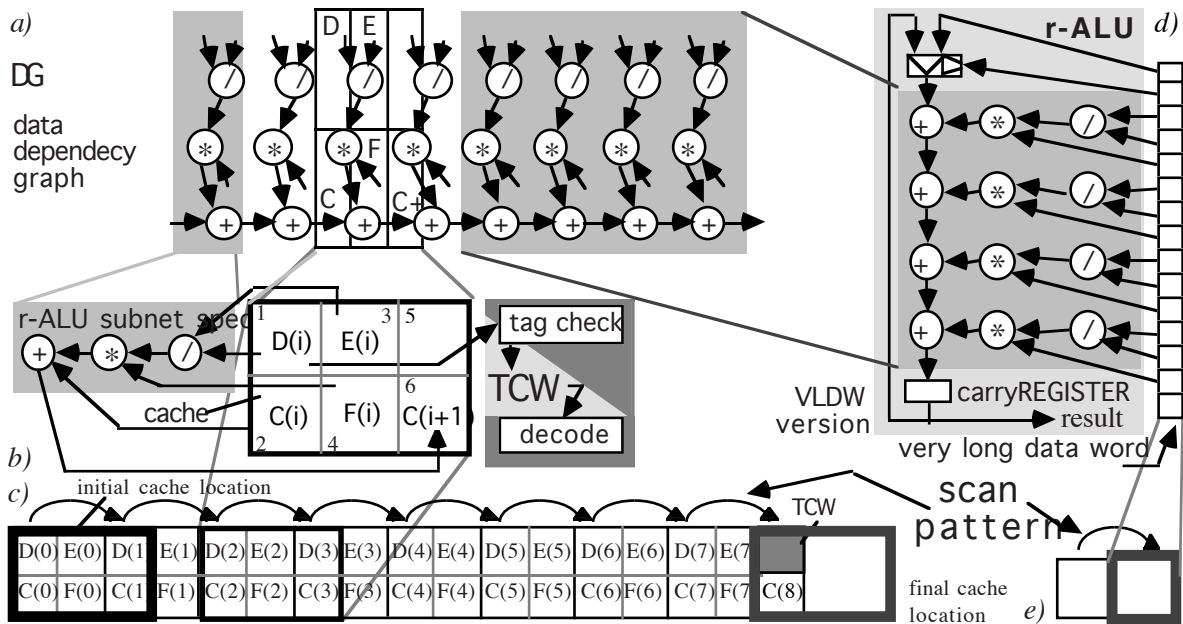 a)
DG
data
dependecy
graph
D E
F
C C+
/ / / / / / / /
* * * * * * * *
+ + + + + + + +
r-ALU
d)
+ * /
+ * /
+ * /
+ * /
carryREGISTER
result
VLDW
version
very long data word
r-ALU subnet spec
+ * /
cache
1 3 5
D(i) E(i)
6
C(i) F(i) C(i+1)
2 4
tag check
TCW
decode
b)
c)
initial cache location
TCW
scan
pattern
D(0) E(0) D(1) E(1) D(2) E(2) D(3) E(3) D(4) E(4) D(5) E(5) D(6) E(6) D(7) E(7
C(0) F(0) C(1) F(1) C(2) F(2) C(3) F(3) C(4) F(4) C(5) F(5) C(6) F(6) C(7) F(7 C(8)
final cache
location
e)